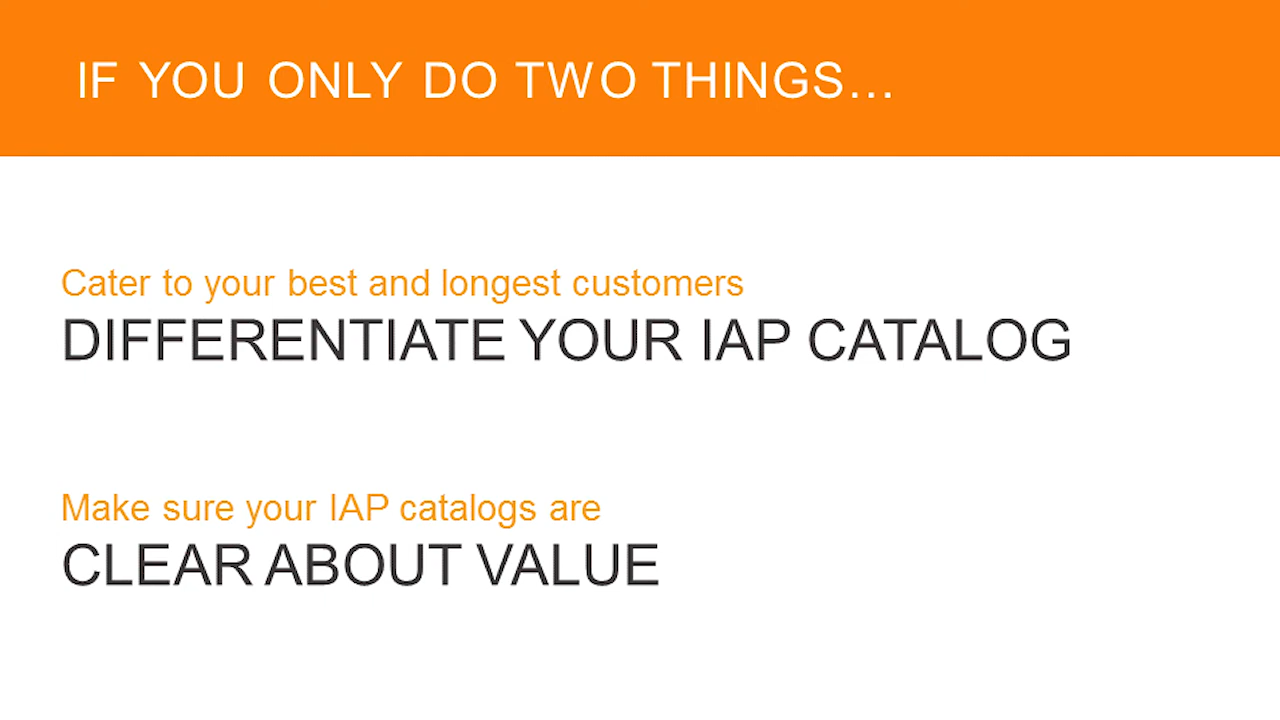 IF YOU ONLY DO TWO THINGS...
Cater to your best and longest customers
DIFFERENTIATE YOUR IAP CATALOG
Make sure your IAP catalogs are
CLEAR ABOUT VALUE